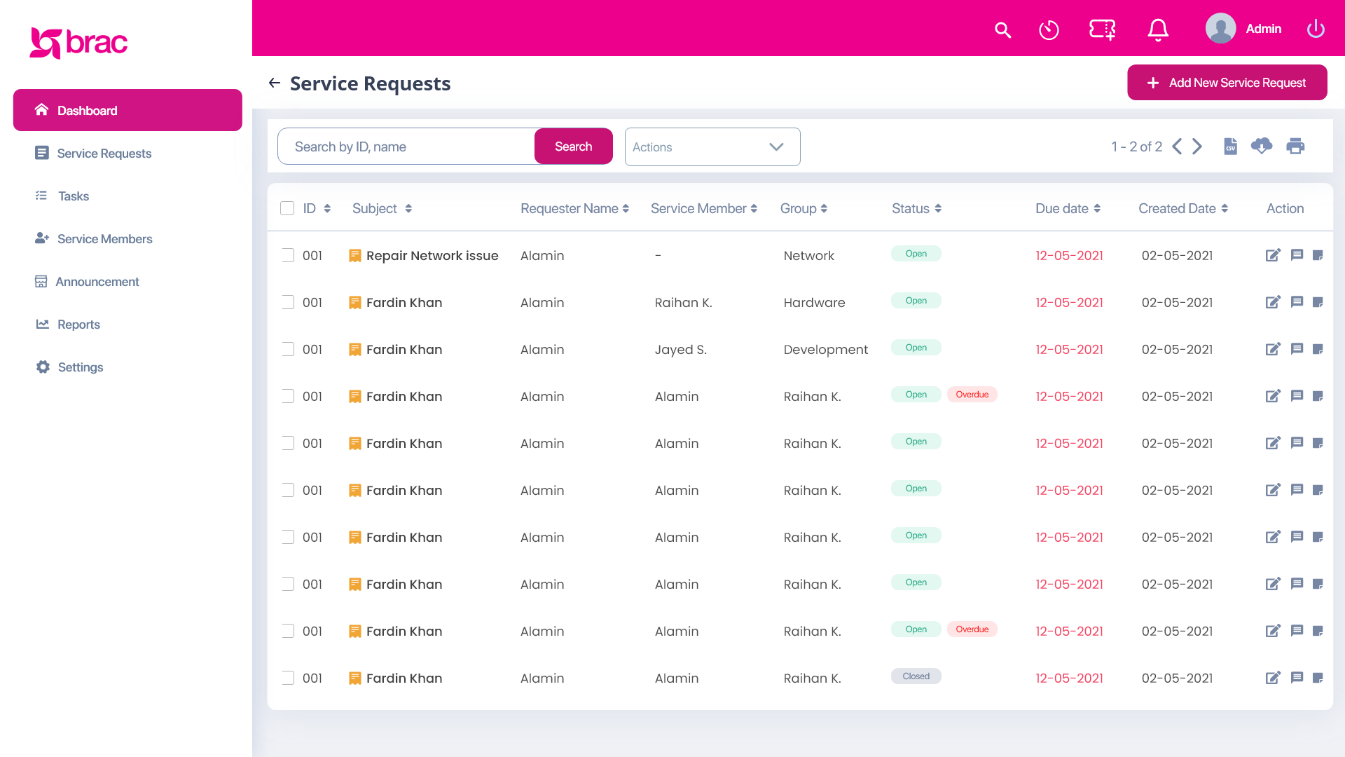 brac
Admin
Service Requests
+ Add New Service Request
Dashboard
Service Requests
Tasks
Service Members
Announcement
Reports
Settings
Search by ID, name
Search
Actions
1 - 2 of 2
CSV
ID Subject Requester Name Service Member Group Status Due date Created Date Action
001 Repair Network issue Alamin - Network Open 12-05-2021 02-05-2021
001 Fardin Khan Alamin Raihan K. Hardware Open 12-05-2021 02-05-2021
001 Fardin Khan Alamin Jayed S. Development Open 12-05-2021 02-05-2021
001 Fardin Khan Alamin Alamin Raihan K. Open Overdue 12-05-2021 02-05-2021
001 Fardin Khan Alamin Alamin Raihan K. Open 12-05-2021 02-05-2021
001 Fardin Khan Alamin Alamin Raihan K. Open 12-05-2021 02-05-2021
001 Fardin Khan Alamin Alamin Raihan K. Open 12-05-2021 02-05-2021
001 Fardin Khan Alamin Alamin Raihan K. Open 12-05-2021 02-05-2021
001 Fardin Khan Alamin Alamin Raihan K. Open Overdue 12-05-2021 02-05-2021
001 Fardin Khan Alamin Alamin Raihan K. Closed 12-05-2021 02-05-2021